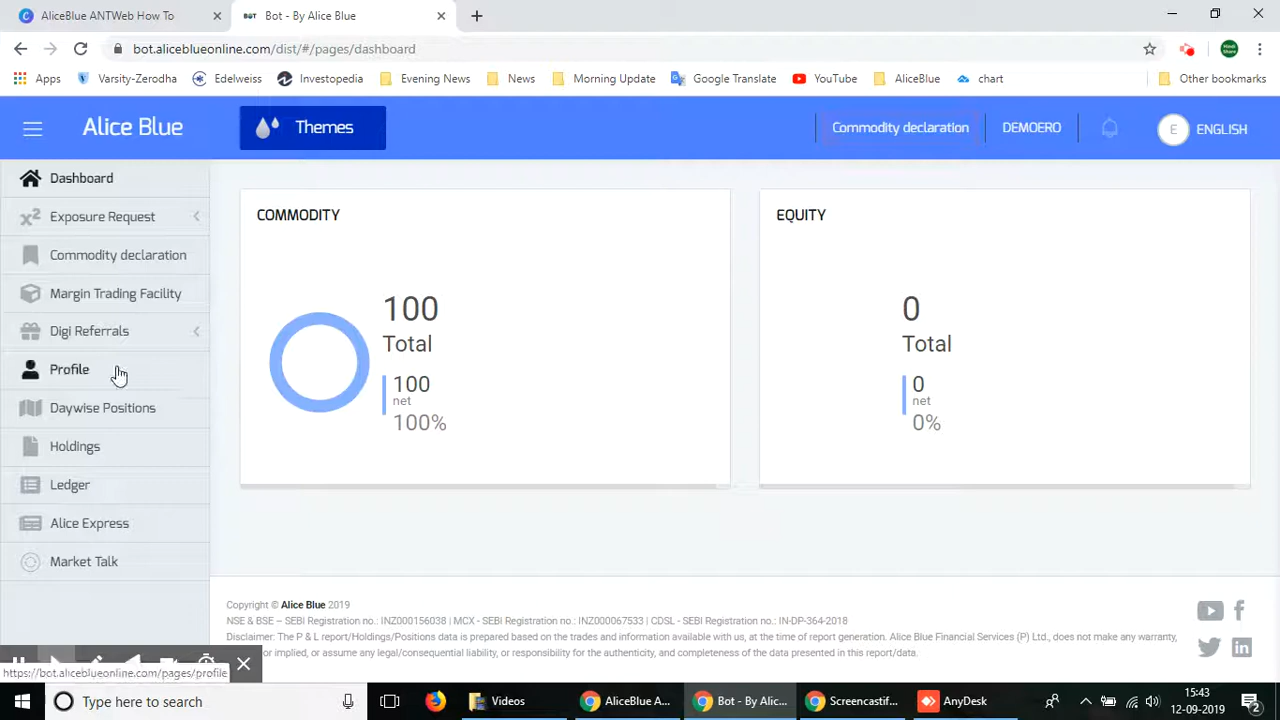 AliceBlue ANTWeb How To
BOT Bot - By Alice Blue
bot.aliceblueonline.com/dist/#/pages/dashboard
Apps Varsity-Zerodha Edelweiss Investopedia Evening News News Morning Update Google Translate YouTube AliceBlue chart Other bookmarks
Alice Blue Themes Commodity declaration DEMOERO E ENGLISH
Dashboard
Exposure Request
Commodity declaration
Margin Trading Facility
Digi Referrals
Profile
Daywise Positions
Holdings
Ledger
Alice Express
Market Talk
COMMODITY
100
Total
100
net
100%
EQUITY
0
Total
0
net
0%
Copyright © Alice Blue 2019
NSE & BSE – SEBI Registration no.: INZ000156038 | MCX - SEBI Registration no.: INZ000067533 | CDSL - SEBI Registration no.: IN-DP-364-2018
Disclaimer: The P & L report/Holdings/Positions data is prepared based on the trades and information available with us, at the time of report generation. Alice Blue Financial Services (P) Ltd., does not make any warranty,
or implied, or assume any legal/consequential liability, or responsibility for the authenticity, and completeness of the data presented in this report/data.
https://bot.aliceblueonline.com/pages/profile
Type here to search Videos AliceBlue A... Bot - By Alic... Screencastif... AnyDesk
15:43
12-09-2019
2